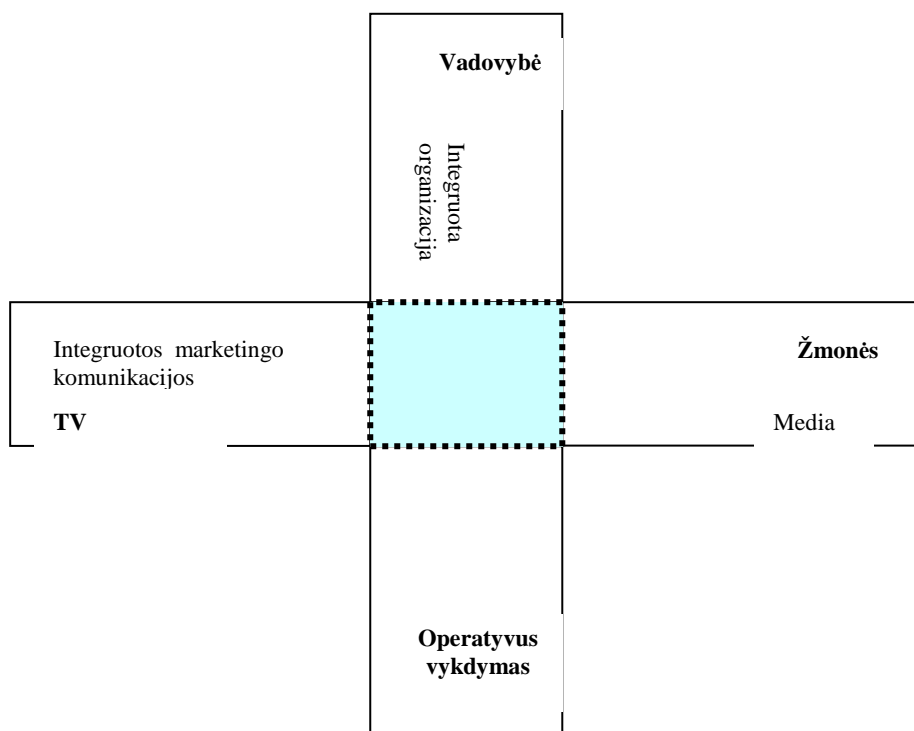 Vadovybė
Integruota
organizacija
Integruotos marketingo
komunikacijos
TV
Žmonės
Media
Operatyvus
vykdymas